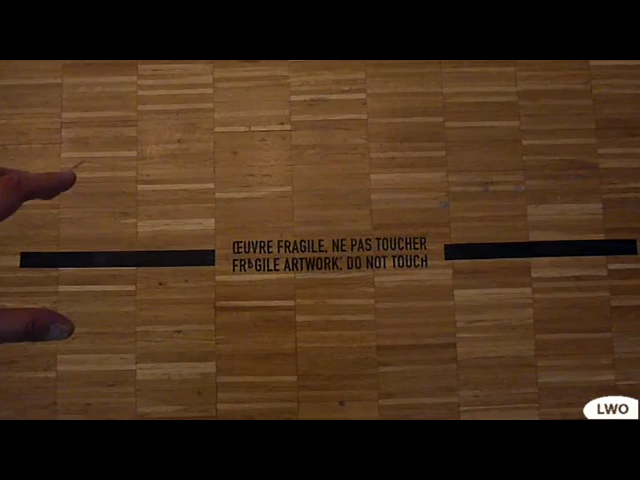 ŒUVRE FRAGILE, NE PAS TOUCHER
FRAGILE ARTWORK, DO NOT TOUCH
LWO